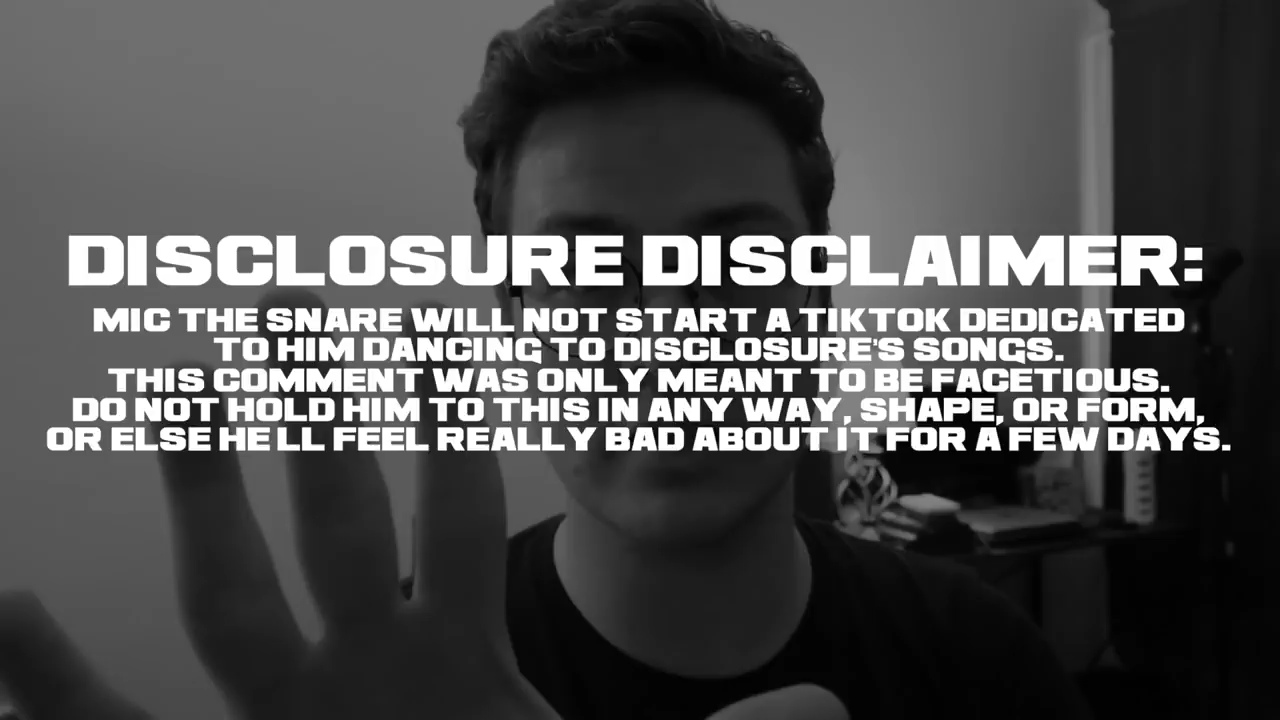 DISCLOSURE DISCLAIMER:
MIC THE SNARE WILL NOT START A TIKTOK DEDICATED
TO HIM DANCING TO DISCLOSURE'S SONGS.
THIS COMMENT WAS ONLY MEANT TO BE FACETIOUS.
DO NOT HOLD HIM TO THIS IN ANY WAY, SHAPE, OR FORM,
OR ELSE HE LL FEEL REALLY BAD ABOUT IT FOR A FEW DAYS.